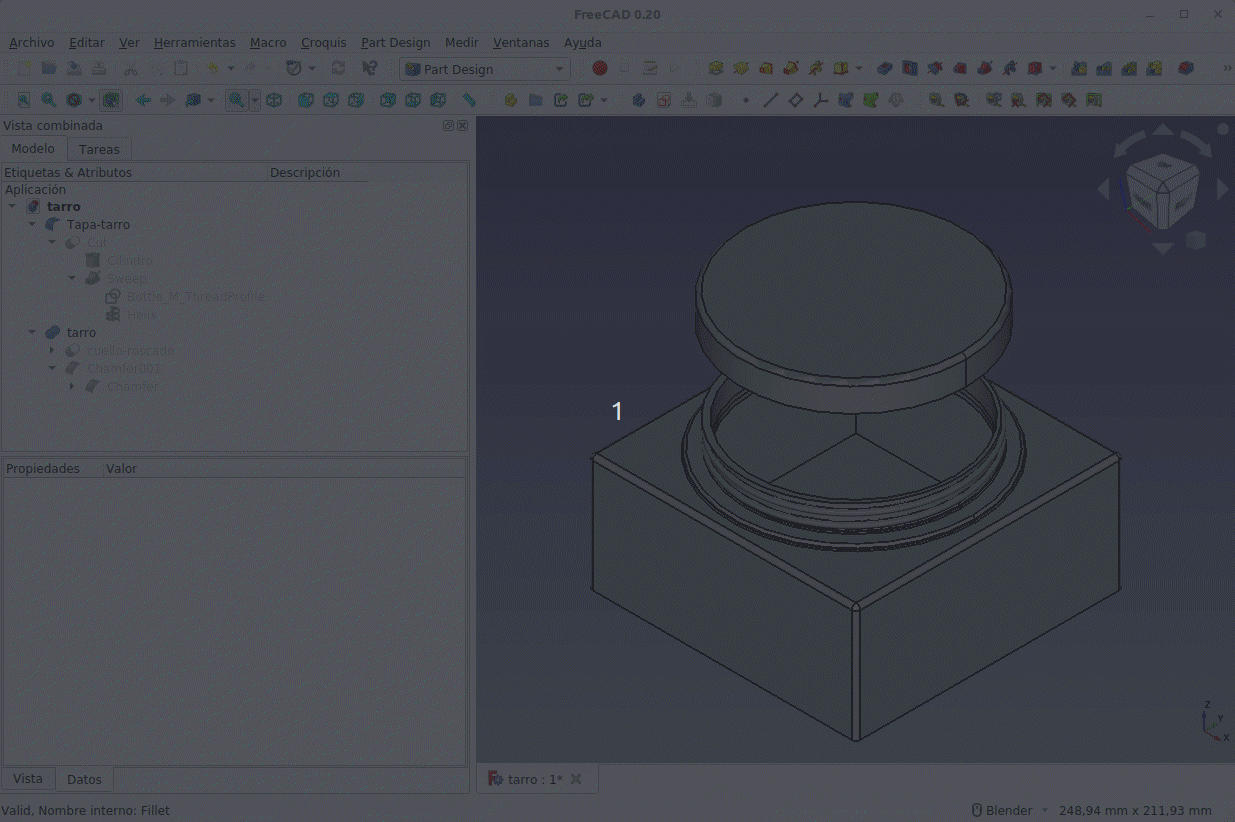 FreeCAD 0.20
Archivo Editar Ver Herramientas Macro Croquis Part Design Medir Ventanas Ayuda
Part Design
Vista combinada
Modelo Tareas
Etiquetas & Atributos Descripción
Aplicación
tarro
Tapa-tarro
Cut
Cilindro
Sweep
Bottle_M_ThreadProfile
Helix
tarro
cuello-roscado
Chamfer001
Chamfer
1
Propiedades Valor
Z
Y
X
Vista Datos
tarro : 1*
Valid, Nombre interno: Fillet
Blender 248,94 mm x 211,93 mm